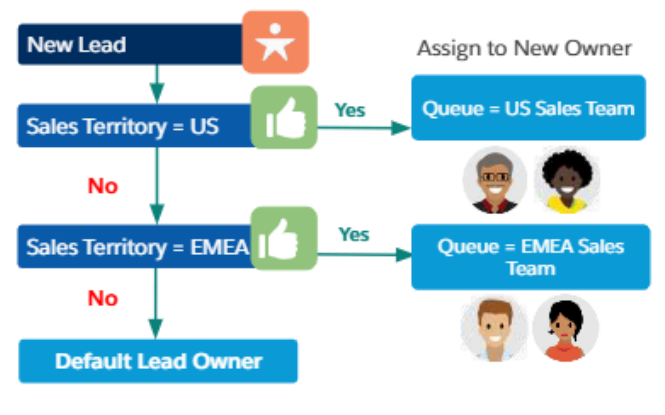 New Lead
Assign to New Owner
Sales Territory = US
Yes
Queue = US Sales Team
No
Sales Territory = EMEA
Yes
Queue = EMEA Sales
Team
No
Default Lead Owner